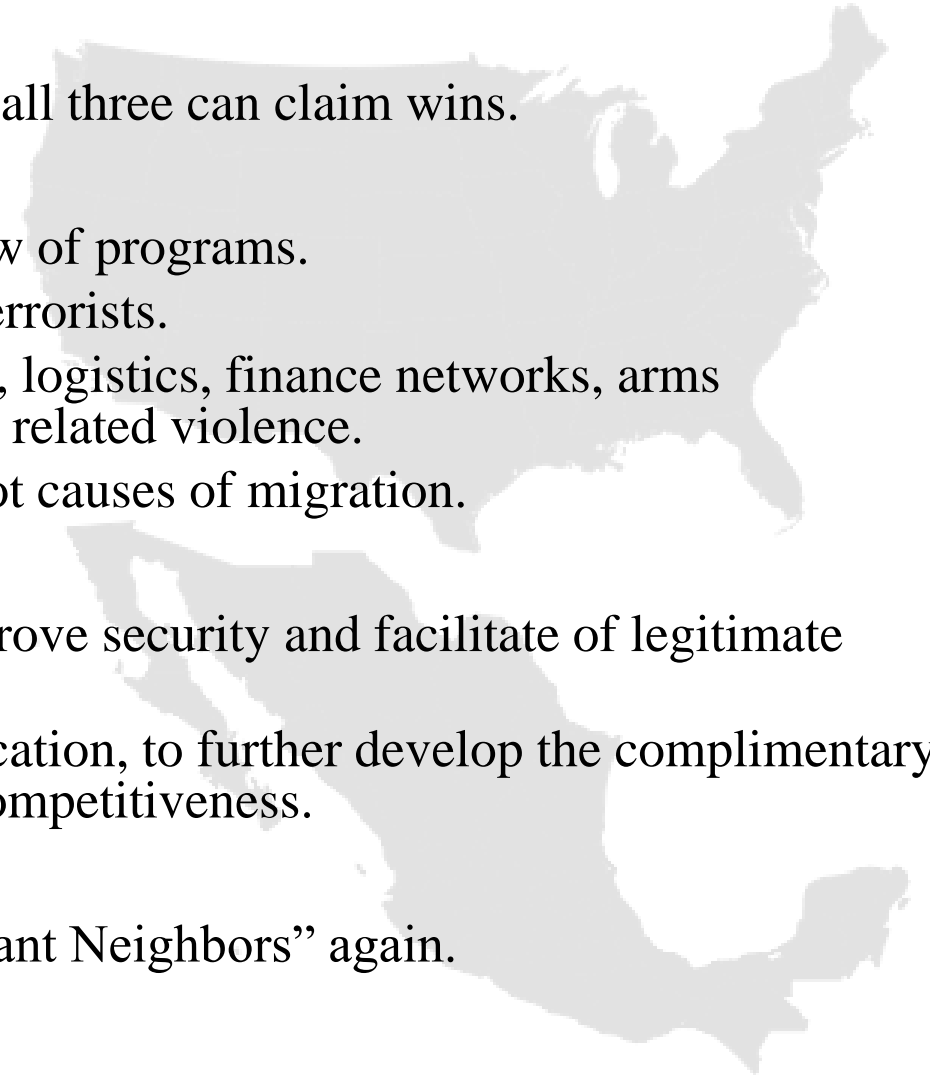 all three can claim wins.
w of programs.
errorists.
, logistics, finance networks, arms
related violence.
ot causes of migration.
rove security and facilitate of legitimate
cation, to further develop the complimentary
ompetitiveness.
ant Neighbors” again.